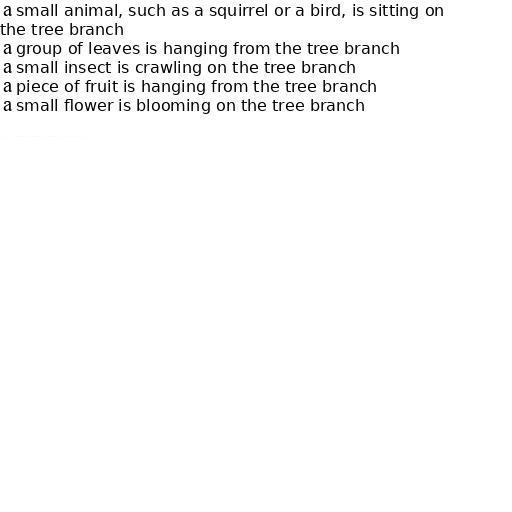 a small animal, such as a squirrel or a bird, is sitting on
the tree branch
a group of leaves is hanging from the tree branch
a small insect is crawling on the tree branch
a piece of fruit is hanging from the tree branch
a small flower is blooming on the tree branch